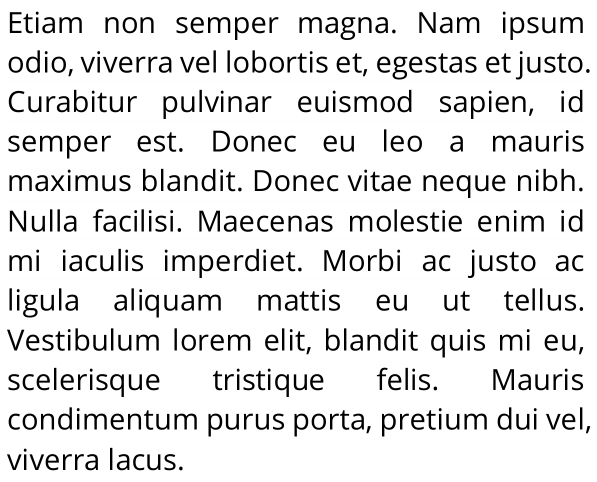 Etiam non semper magna. Nam ipsum
odio, viverra vel lobortis et, egestas et justo.
Curabitur pulvinar euismod sapien, id
semper est. Donec eu leo a mauris
maximus blandit. Donec vitae neque nibh.
Nulla facilisi. Maecenas molestie enim id
mi iaculis imperdiet. Morbi ac justo ac
ligula aliquam mattis eu ut tellus.
Vestibulum lorem elit, blandit quis mi eu,
scelerisque tristique felis. Mauris
condimentum purus porta, pretium dui vel,
viverra lacus.